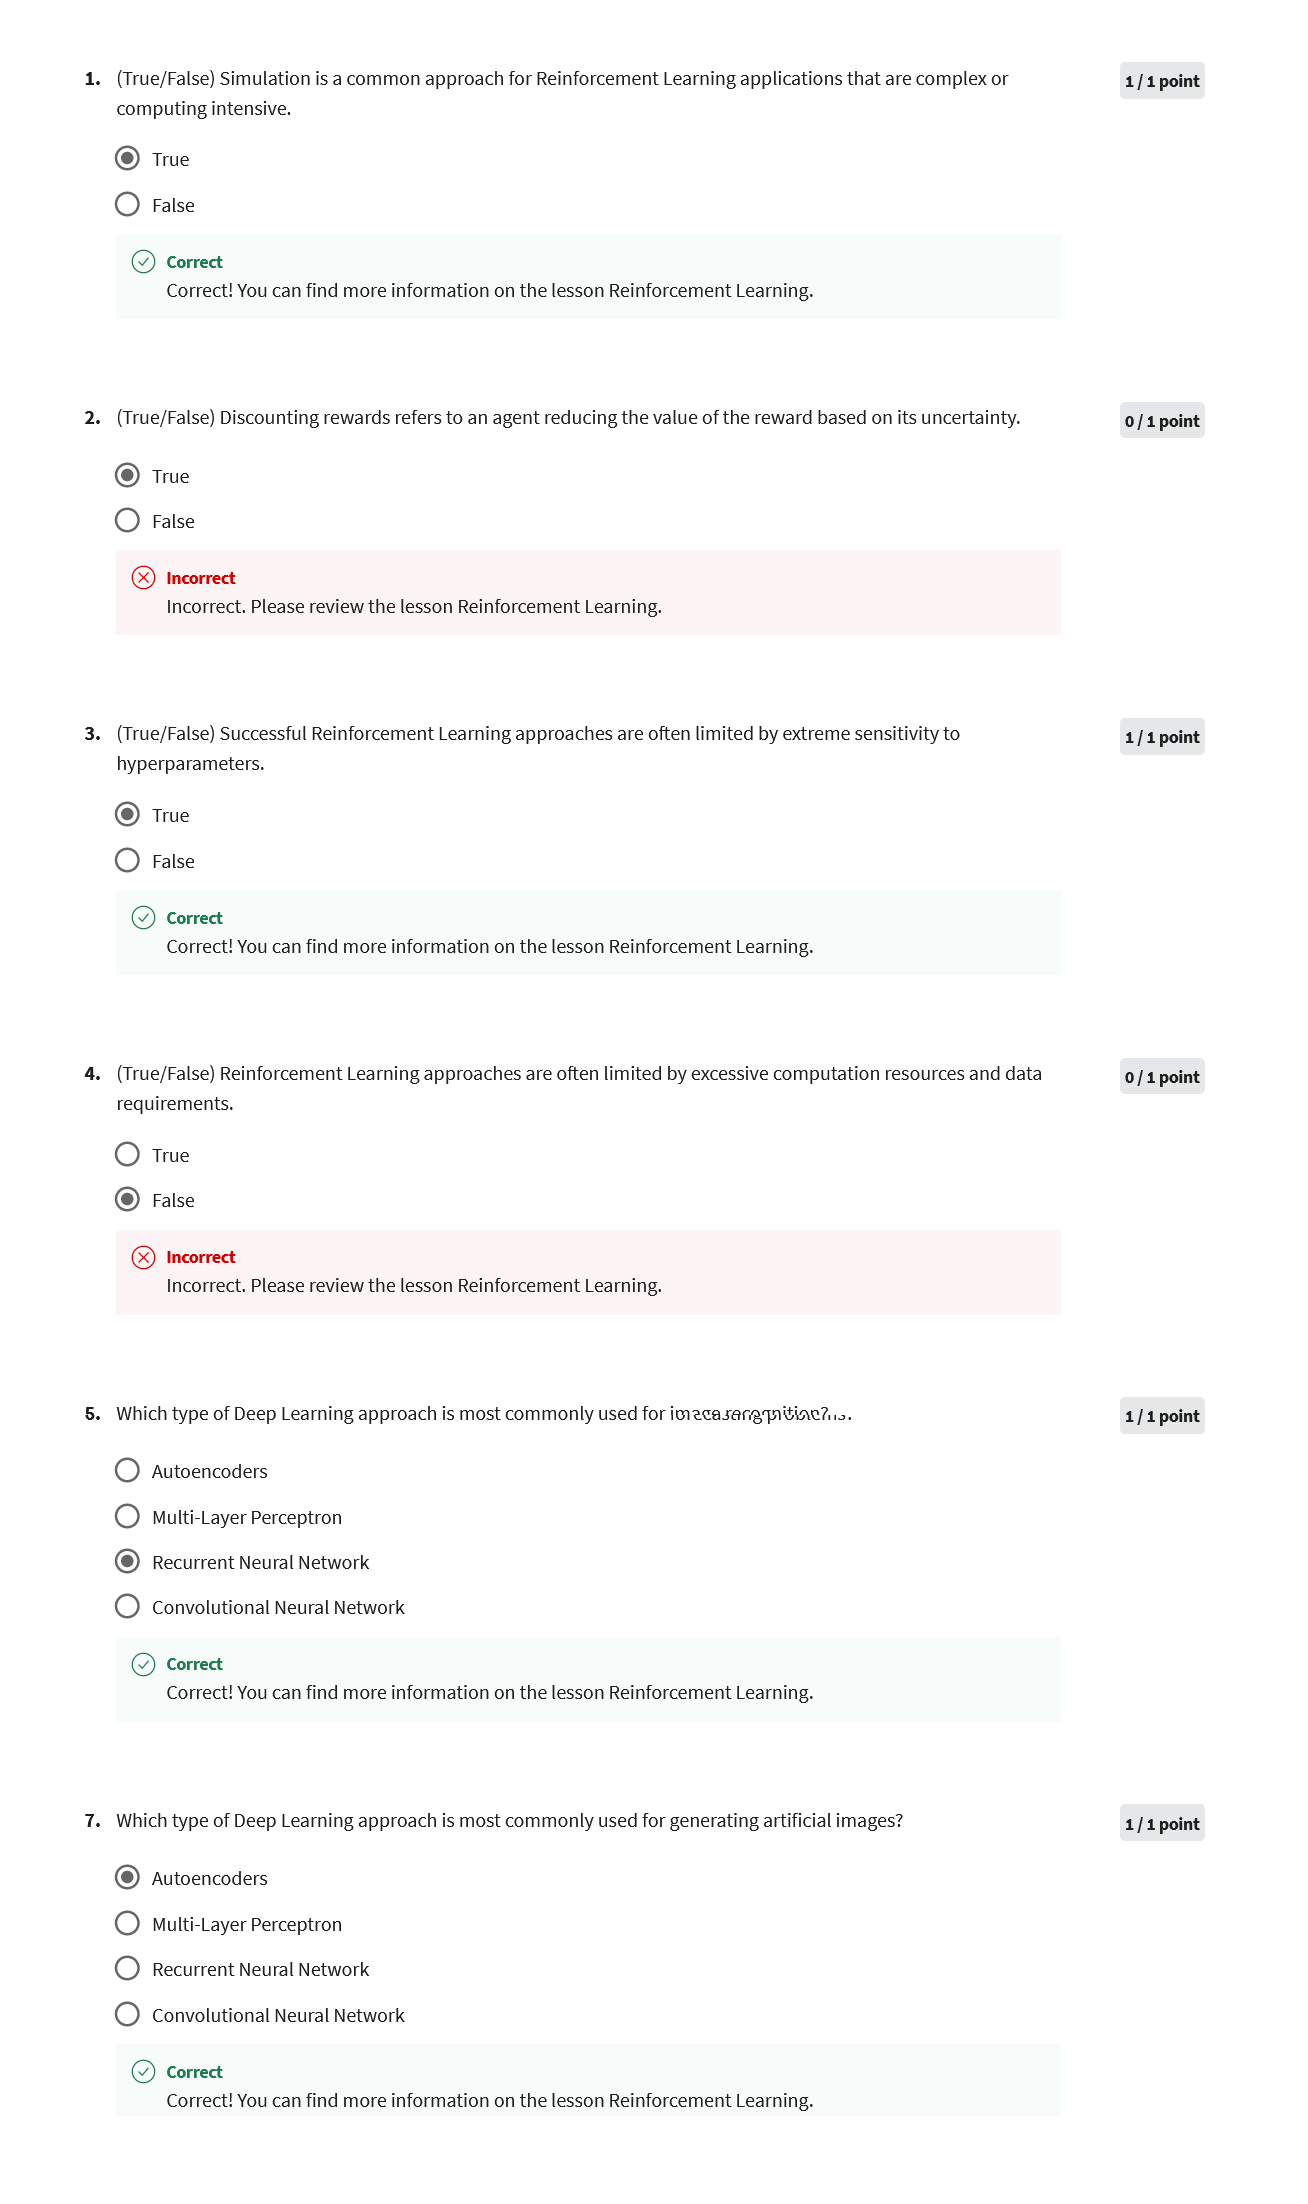 1. (True/False) Simulation is a common approach for Reinforcement Learning applications that are complex or
computing intensive.
1 / 1 point
True
False
Correct
Correct! You can find more information on the lesson Reinforcement Learning.
2. (True/False) Discounting rewards refers to an agent reducing the value of the reward based on its uncertainty.
0 / 1 point
True
False
Incorrect
Incorrect. Please review the lesson Reinforcement Learning.
3. (True/False) Successful Reinforcement Learning approaches are often limited by extreme sensitivity to
hyperparameters.
1 / 1 point
True
False
Correct
Correct! You can find more information on the lesson Reinforcement Learning.
4. (True/False) Reinforcement Learning approaches are often limited by excessive computation resources and data
requirements.
0 / 1 point
True
False
Incorrect
Incorrect. Please review the lesson Reinforcement Learning.
5. Which type of Deep Learning approach is most commonly used for
1 / 1 point
Autoencoders
Multi-Layer Perceptron
Recurrent Neural Network
Convolutional Neural Network
Correct
Correct! You can find more information on the lesson Reinforcement Learning.
7. Which type of Deep Learning approach is most commonly used for generating artificial images?
1 / 1 point
Autoencoders
Multi-Layer Perceptron
Recurrent Neural Network
Convolutional Neural Network
Correct
Correct! You can find more information on the lesson Reinforcement Learning.